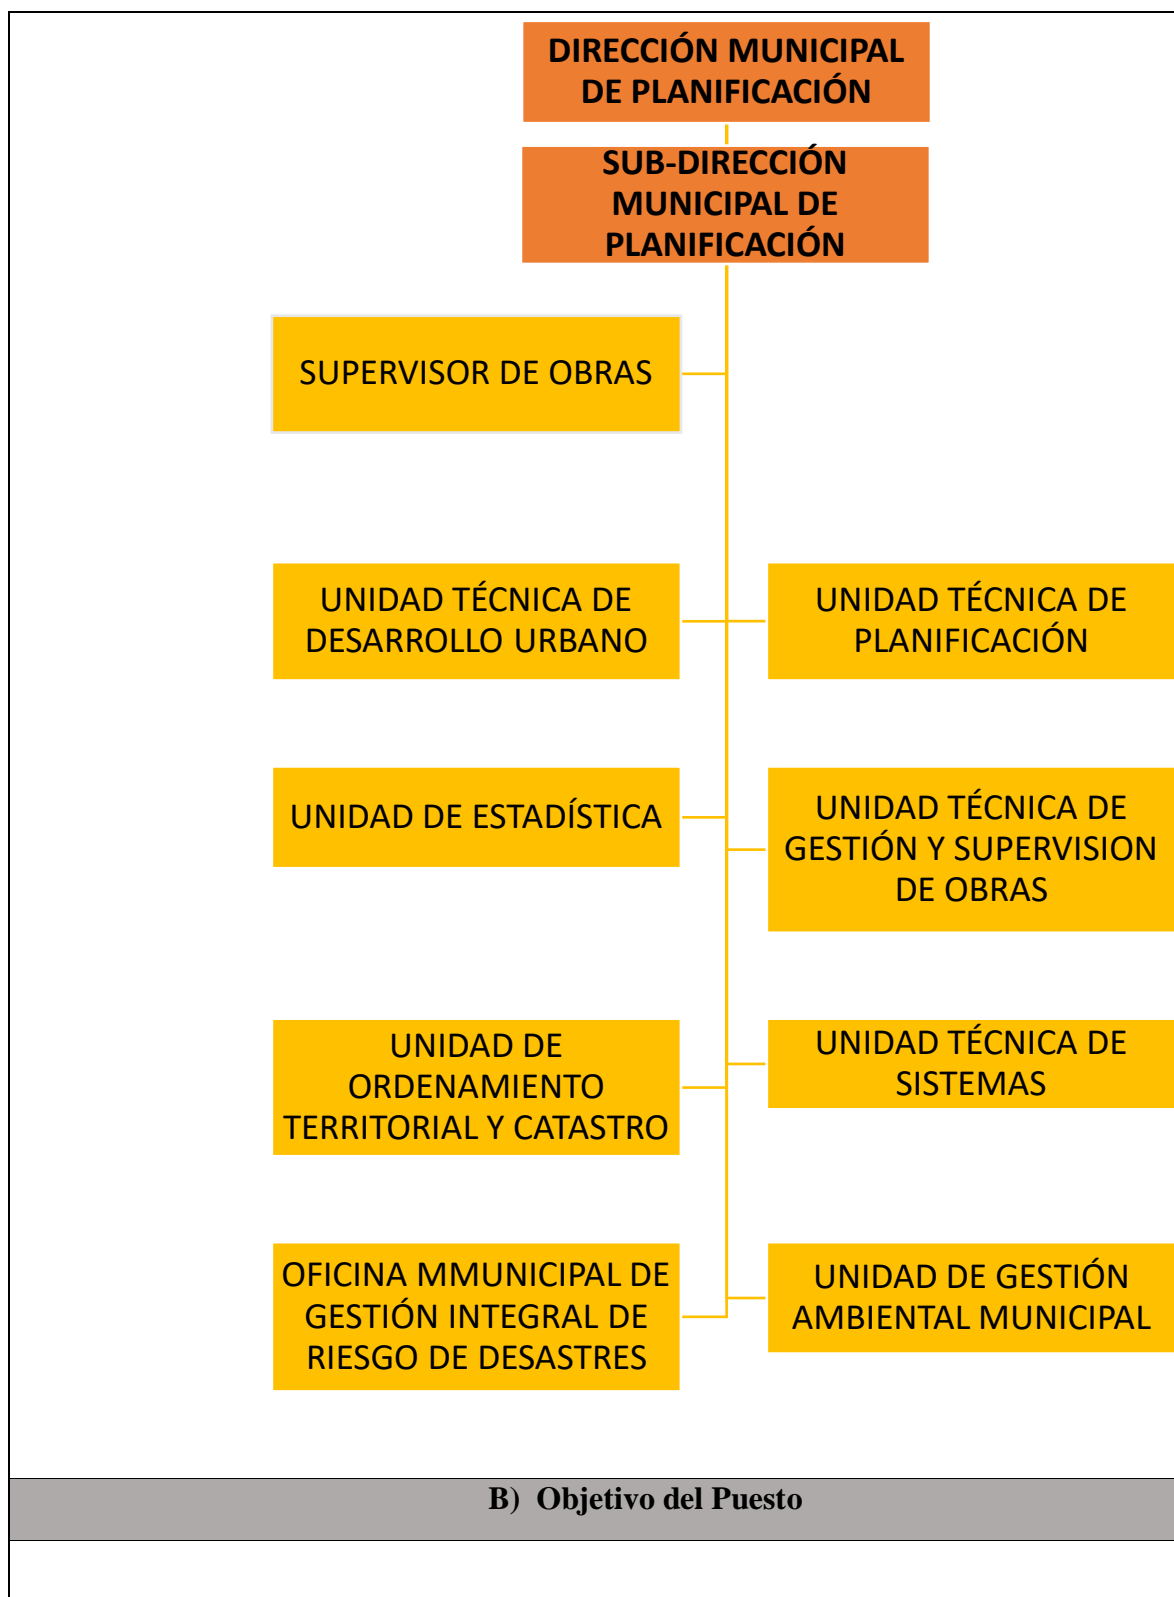 DIRECCIÓN MUNICIPAL
DE PLANIFICACIÓN
SUB-DIRECCIÓN
MUNICIPAL DE
PLANIFICACIÓN
SUPERVISOR DE OBRAS
UNIDAD TÉCNICA DE
DESARROLLO URBANO
UNIDAD TÉCNICA DE
PLANIFICACIÓN
UNIDAD DE ESTADÍSTICA
UNIDAD TÉCNICA DE
GESTIÓN Y SUPERVISION
DE OBRAS
UNIDAD DE
ORDENAMIENTO
TERRITORIAL Y CATASTRO
UNIDAD TÉCNICA DE
SISTEMAS
OFICINA MMUNICIPAL DE
GESTIÓN INTEGRAL DE
RIESGO DE DESASTRES
UNIDAD DE GESTIÓN
AMBIENTAL MUNICIPAL
B) Objetivo del Puesto